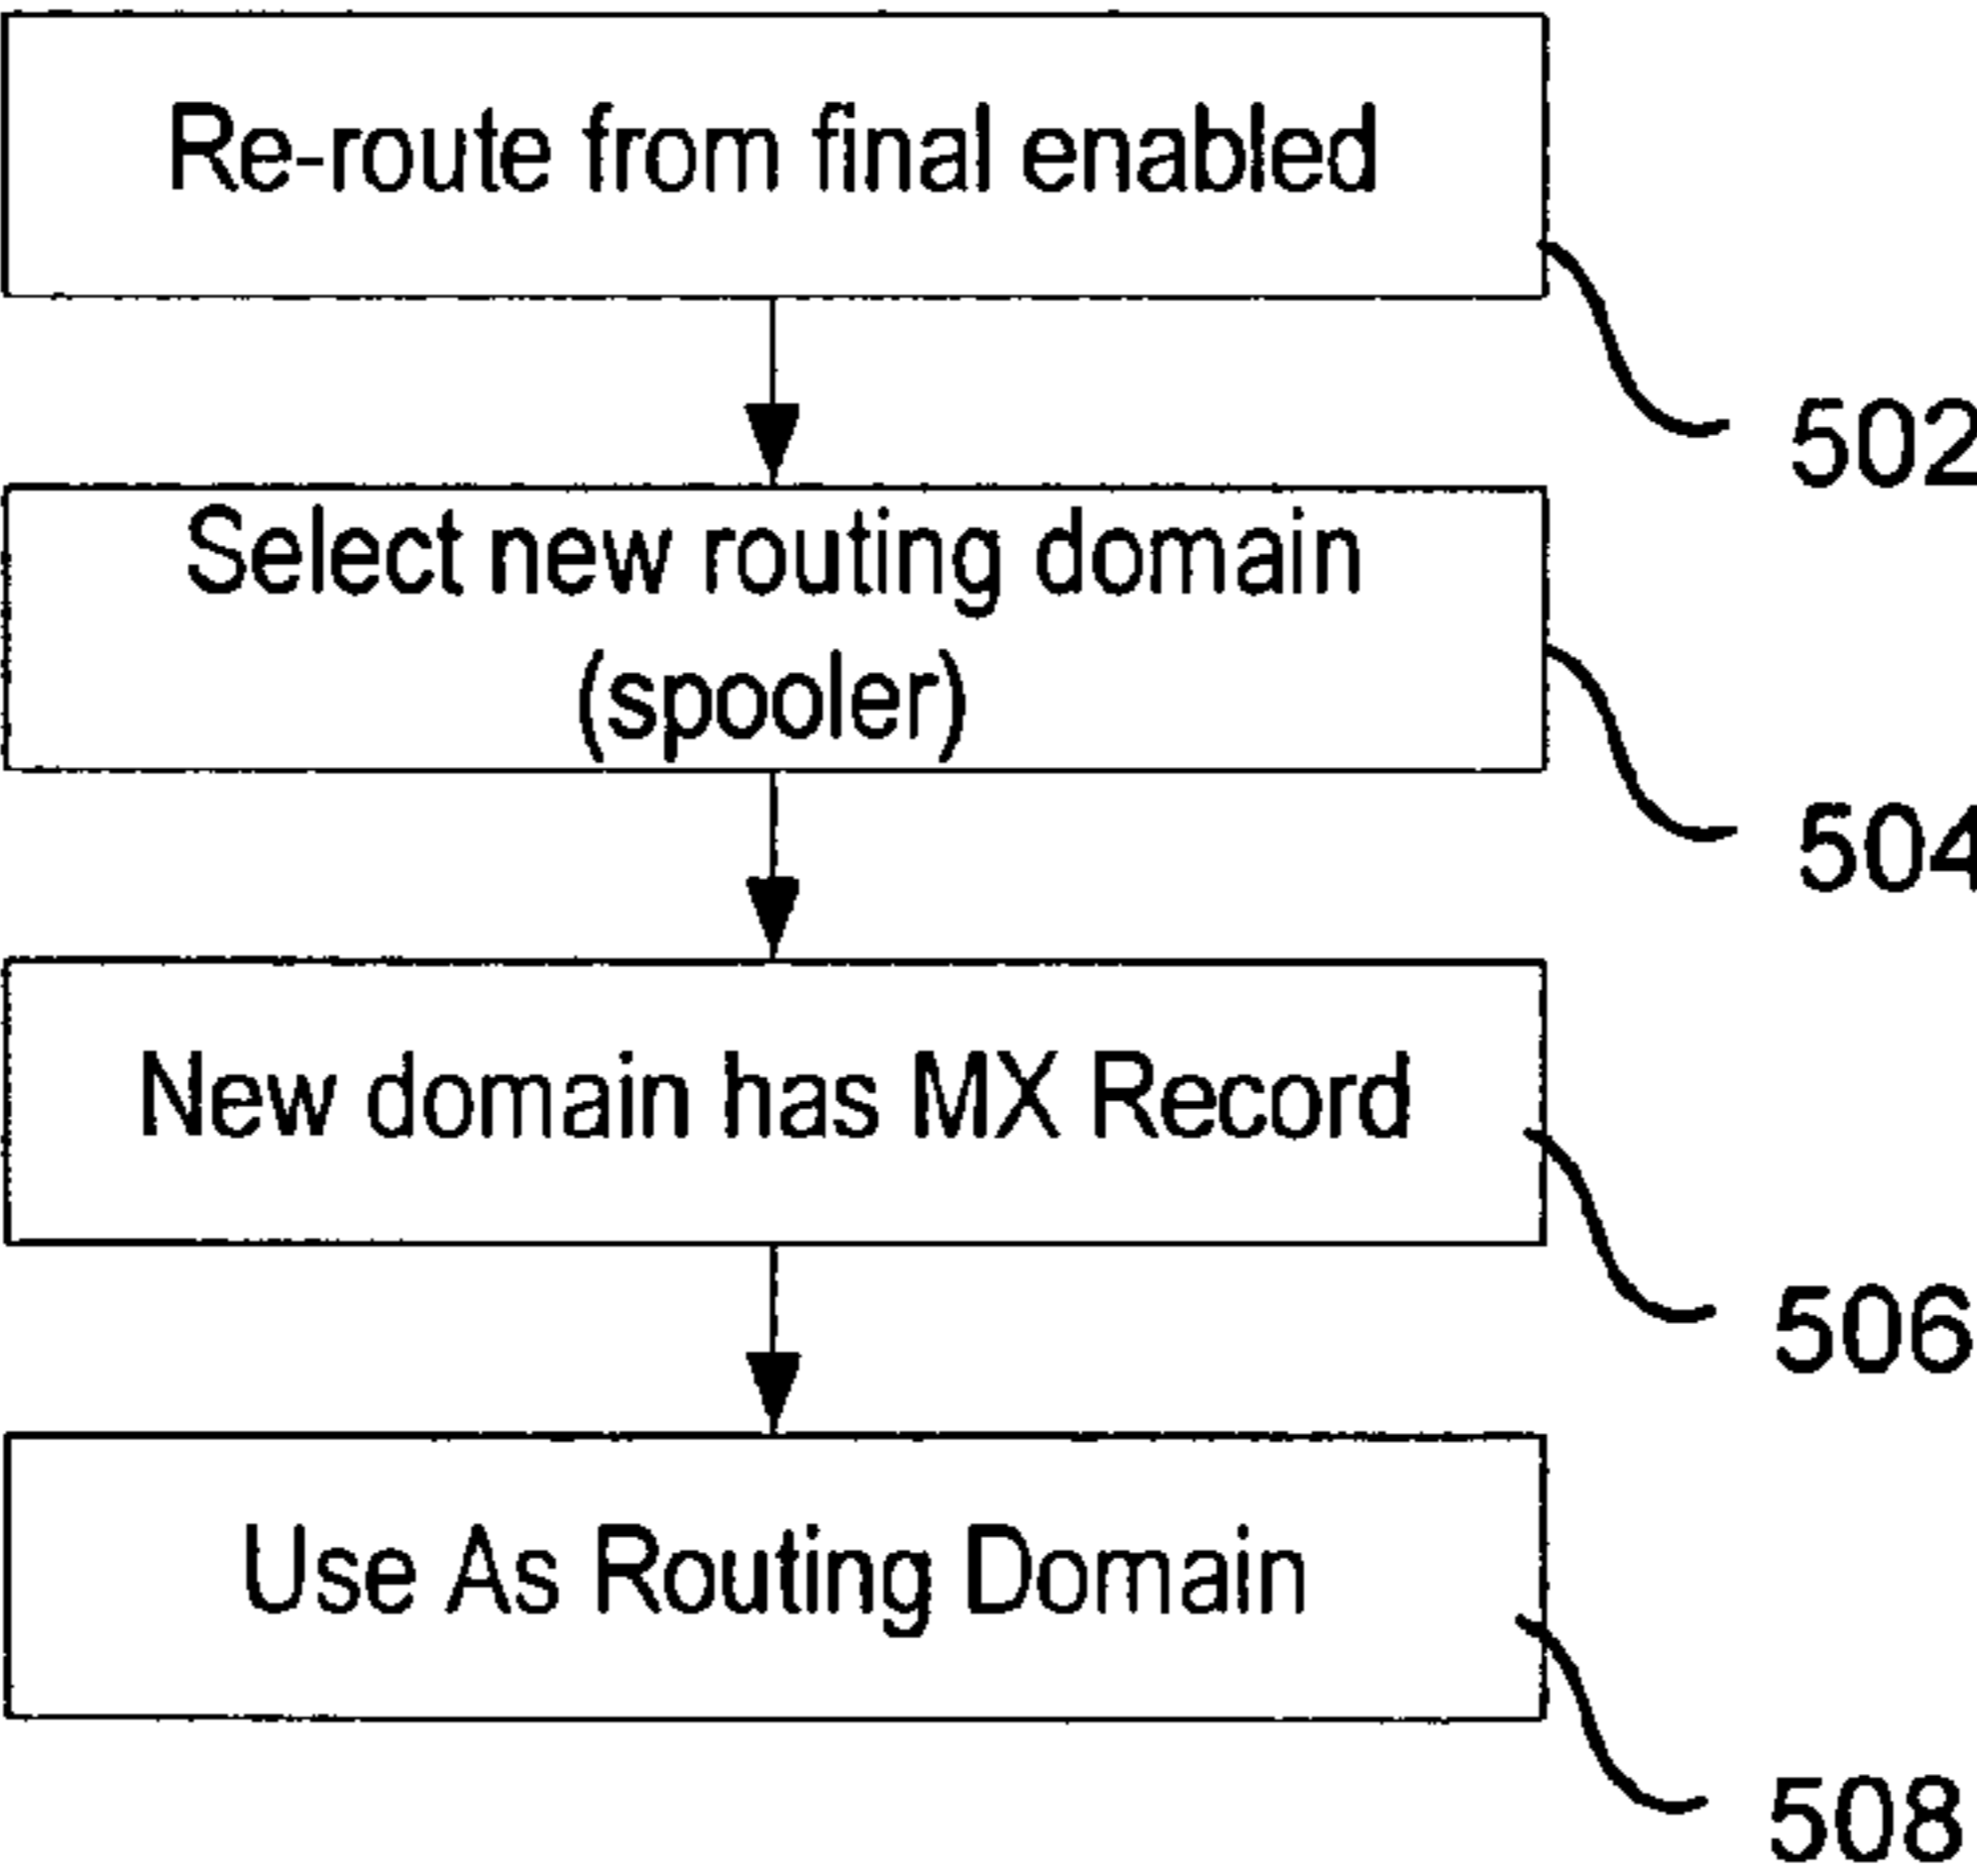 Re-route from final enabled
502
Select new routing domain
(spooler)
504
New domain has MX Record
506
Use As Routing Domain
508